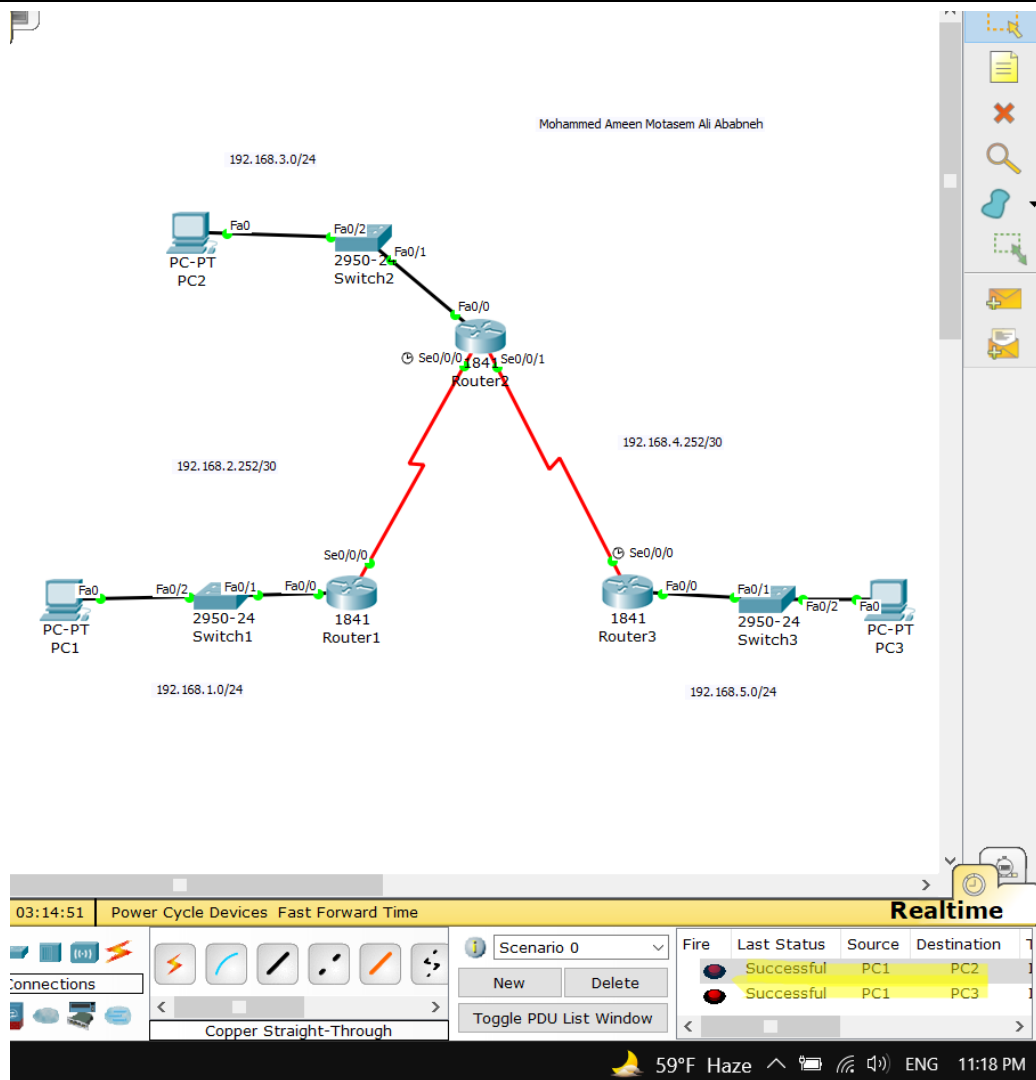 Mohammed Ameen Motasem Ali Ababneh
192.168.3.0/24
Fa0
Fa0/2
Fa0/1
PC-PT
PC2
2950-24
Switch2
Fa0/0
Se0/0/0
Se0/0/1
1841
Router2
192.168.4.252/30
192.168.2.252/30
Se0/0/0
Se0/0/0
Fa0
Fa0/2
Fa0/1
Fa0/0
Fa0/0
Fa0/1
Fa0/2
Fa0
PC-PT
PC1
2950-24
Switch1
1841
Router1
1841
Router3
2950-24
Switch3
PC-PT
PC3
192.168.1.0/24
192.168.5.0/24
03:14:51
Power Cycle Devices Fast Forward Time
Realtime
Connections
Copper Straight-Through
Scenario 0
New
Delete
Toggle PDU List Window
Fire Last Status Source Destination
Successful PC1 PC2
Successful PC1 PC3
59°F Haze
ENG
11:18 PM